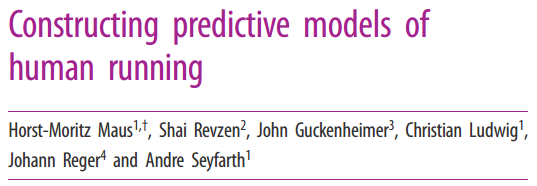 Constructing predictive models of
human running
Horst-Moritz Maus1,†, Shai Revzen2, John Guckenheimer3, Christian Ludwig1,
Johann Reger4 and Andre Seyfarth1